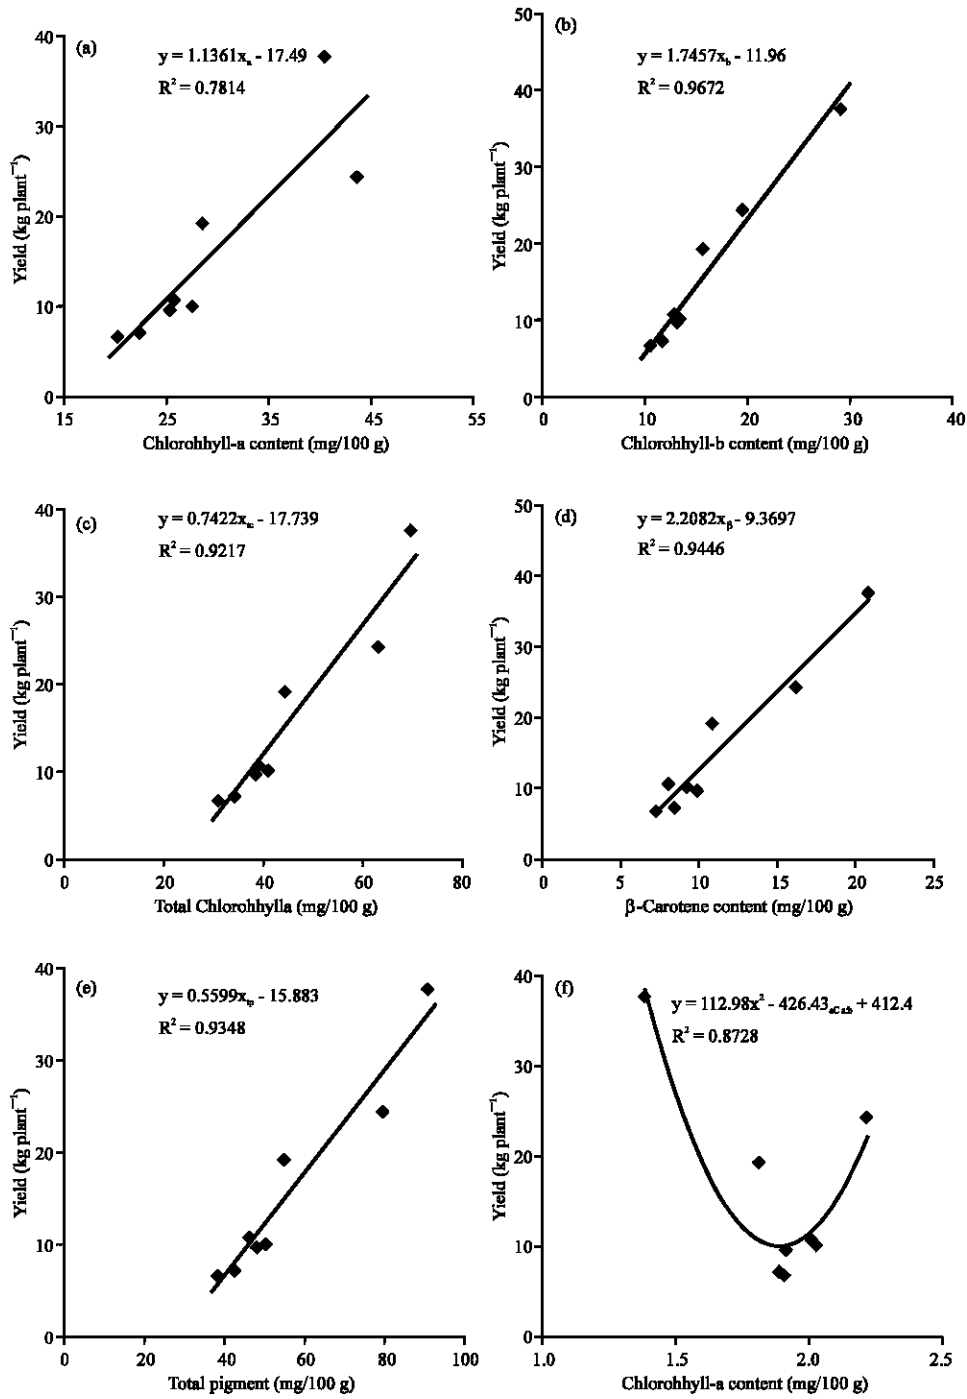 (a)
y = 1.1361xₐ - 17.49
R² = 0.7814
Yield (kg plant⁻¹)
40
30
20
10
0
15 25 35 45 55
Chlorohhyll-a content (mg/100 g)
(b)
y = 1.7457x_b - 11.96
R² = 0.9672
Yield (kg plant⁻¹)
50
40
30
20
10
0
0 10 20 30 40
Chlorohhyll-b content (mg/100 g)
(c)
y = 0.7422x_tc - 17.739
R² = 0.9217
Yield (kg plant⁻¹)
40
30
20
10
0
0 20 40 60 80
Total Chlorohhylla (mg/100 g)
(d)
y = 2.2082x_β - 9.3697
R² = 0.9446
Yield (kg plant⁻¹)
50
40
30
20
10
0
0 5 10 15 20 25
β-Carotene content (mg/100 g)
(e)
y = 0.5599x_tp - 15.883
R² = 0.9348
Yield (kg plant⁻¹)
40
30
20
10
0
0 20 40 60 80 100
Total pigment (mg/100 g)
(f)
y = 112.98x² - 426.43 + 412.4
R² = 0.8728
Yield (kg plant⁻¹)
40
30
20
10
0
1.0 1.5 2.0 2.5
Chlorohhyll-a content (mg/100 g)